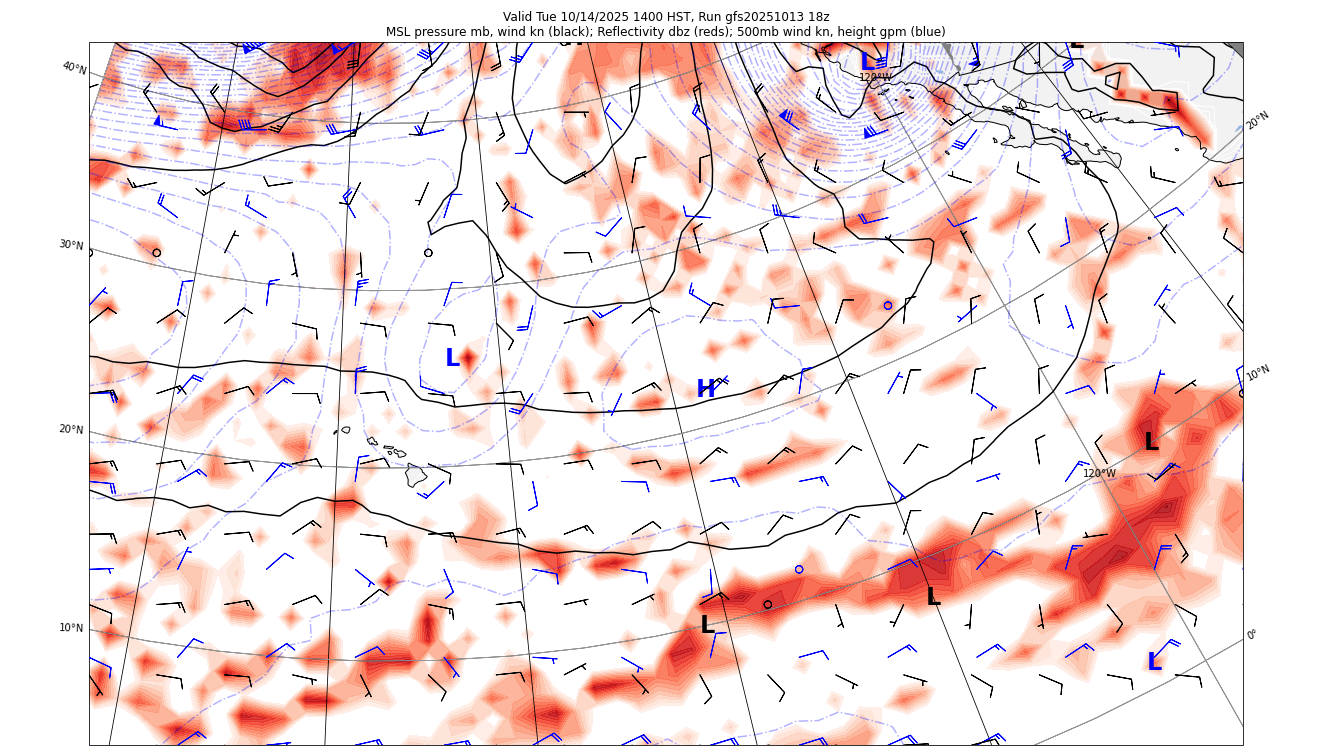 Valid Tue 10/14/2025 1400 HST, Run gfs20251013 18z
MSL pressure mb, wind kn (black); Reflectivity dbz (reds); 500mb wind kn, height gpm (blue)
L
120°W
40°N
20°N
30°N
L
H
10°N
20°N
L
120°W
L
L
10°N
0°
L